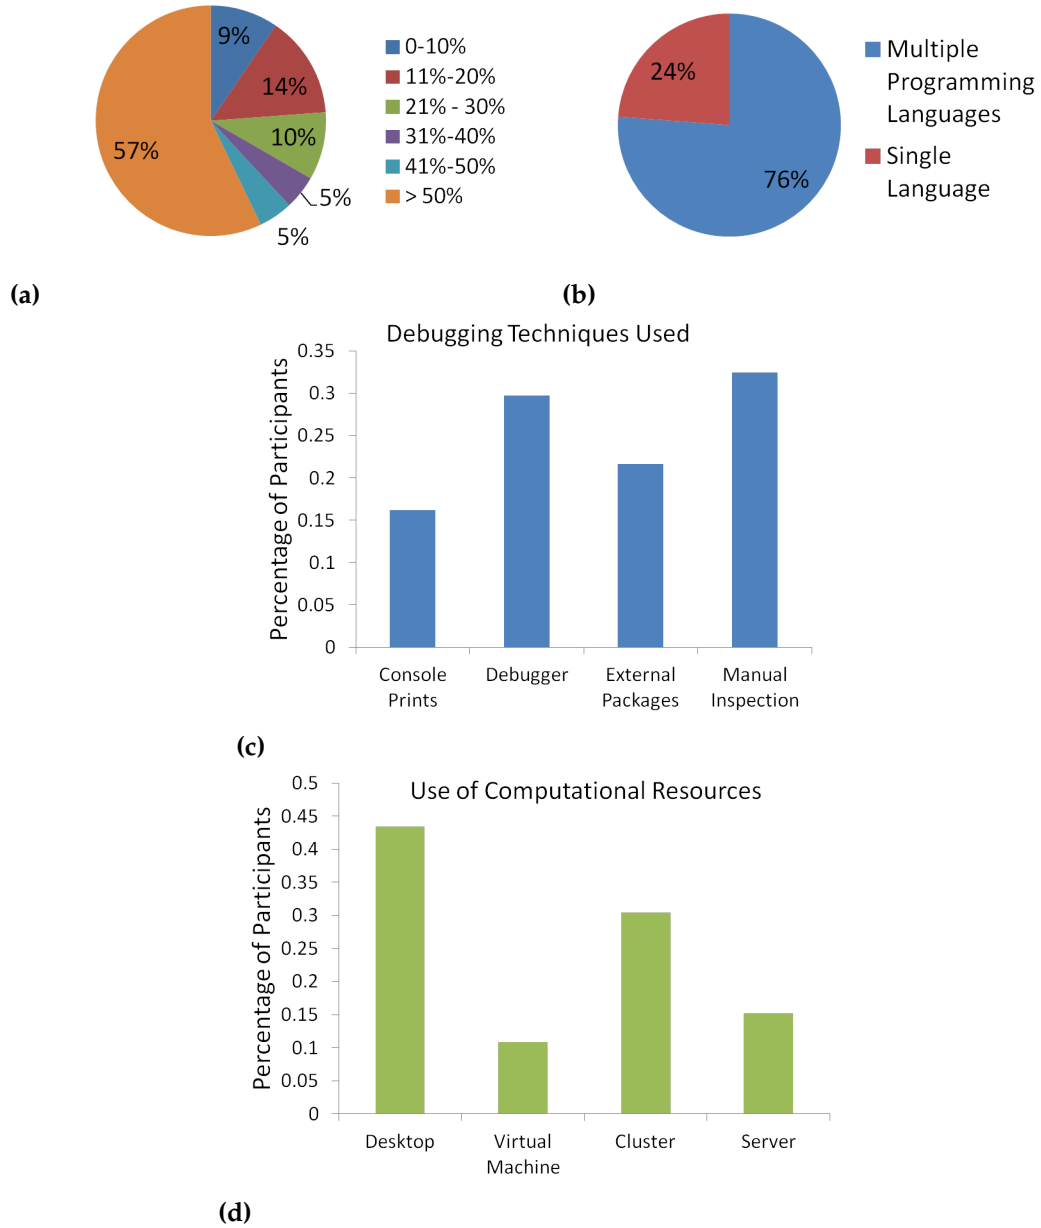 9%
14%
10%
5%
5%
57%
0-10%
11%-20%
21% - 30%
31%-40%
41%-50%
> 50%
(a)
24%
76%
Multiple
Programming
Languages
Single
Language
(b)
Debugging Techniques Used
Percentage of Participants
0.35
0.3
0.25
0.2
0.15
0.1
0.05
0
Console
Prints
Debugger
External
Packages
Manual
Inspection
(c)
Use of Computational Resources
Percentage of Participants
0.5
0.45
0.4
0.35
0.3
0.25
0.2
0.15
0.1
0.05
0
Desktop
Virtual
Machine
Cluster
Server
(d)